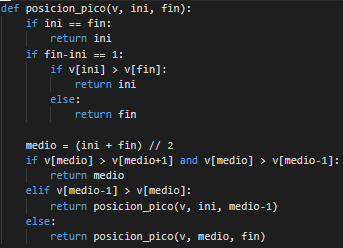 def posicion_pico(v, ini, fin):
    if ini == fin:
        return ini
    if fin-ini == 1:
        if v[ini] > v[fin]:
            return ini
        else:
            return fin

    medio = (ini + fin) // 2
    if v[medio] > v[medio+1] and v[medio] > v[medio-1]:
        return medio
    elif v[medio-1] > v[medio]:
        return posicion_pico(v, ini, medio-1)
    else:
        return posicion_pico(v, medio, fin)